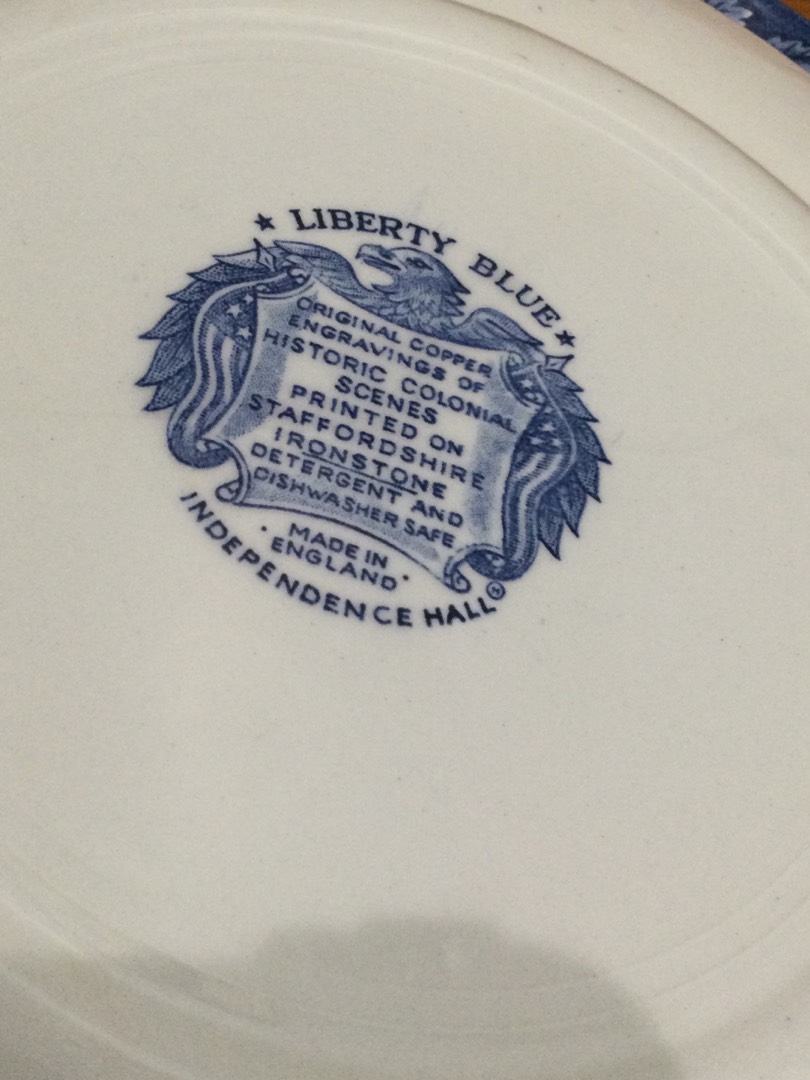 ★ LIBERTY BLUE ★
ORIGINAL COPPER
ENGRAVINGS OF
HISTORIC COLONIAL
SCENES
PRINTED ON
STAFFORDSHIRE
IRONSTONE
DETERGENT AND
DISHWASHER SAFE
· MADE IN
ENGLAND ·
INDEPENDENCE HALL®